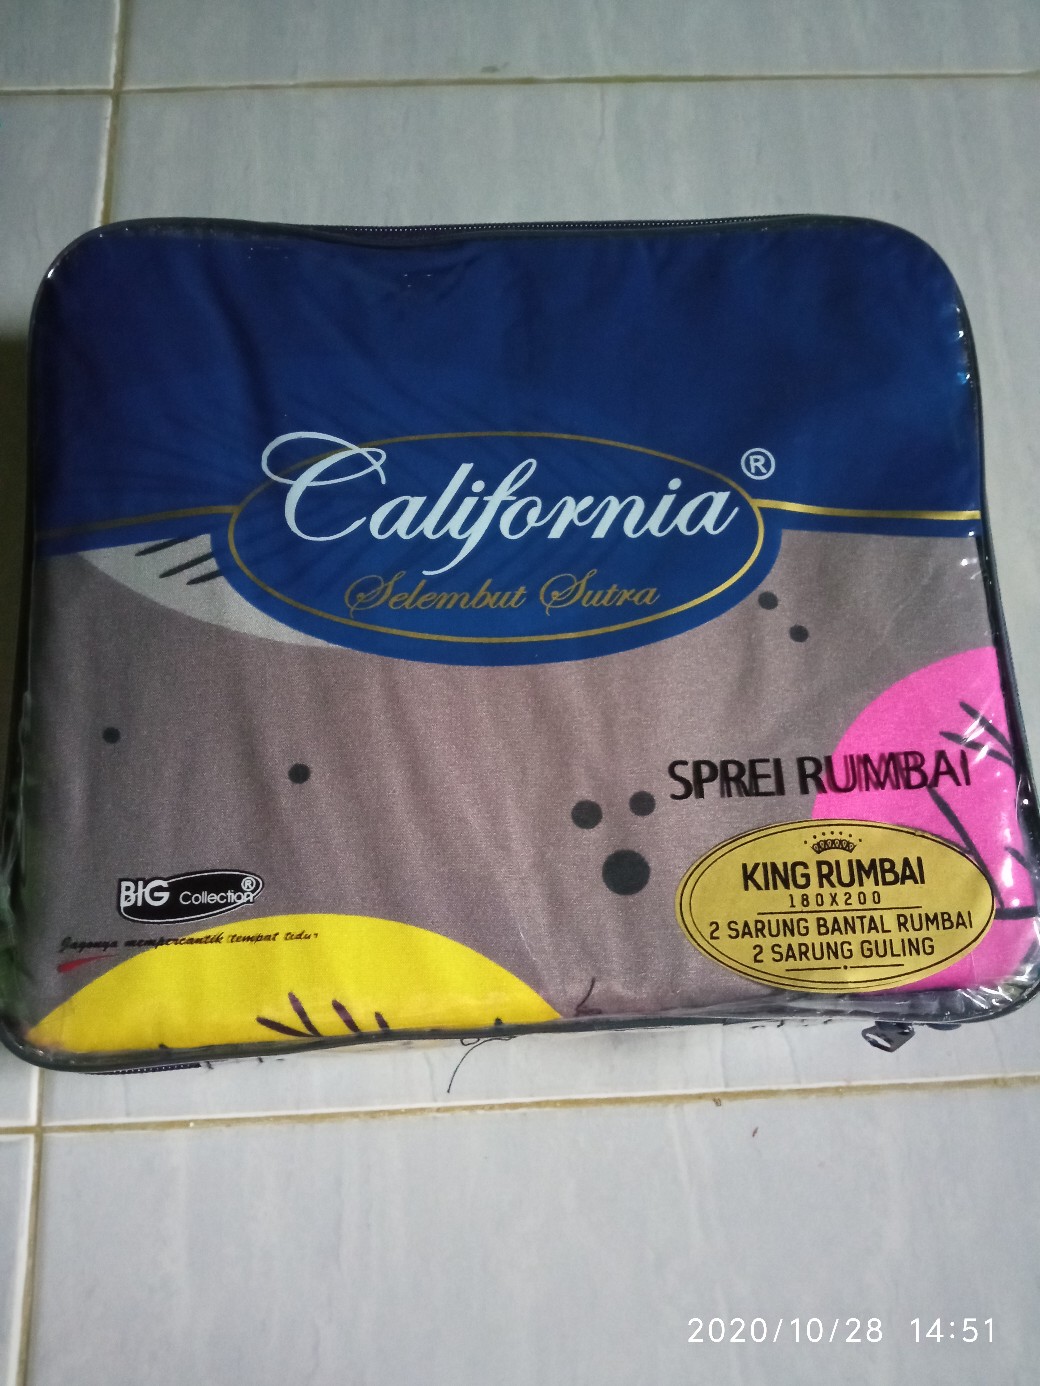 California®
Selembut Sutra
SPREI RUMBAI
KING RUMBAI
180X200
2 SARUNG BANTAL RUMBAI
2 SARUNG GULING
BIG Collection®
Jagonya mempercantik tempat tidur
2020/10/28 14:51